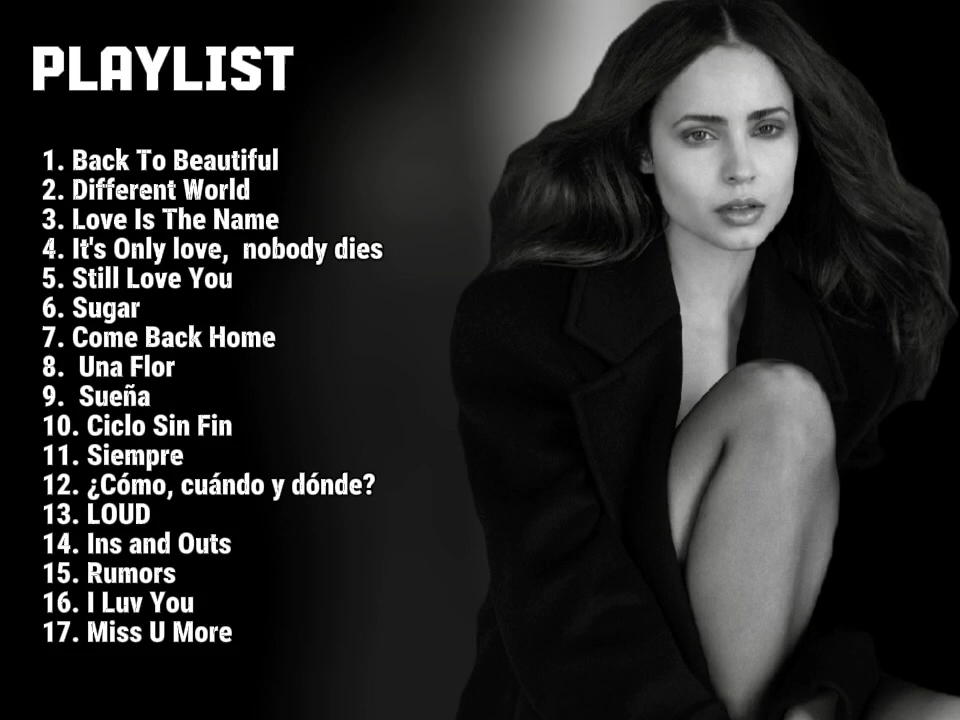 PLAYLIST
1. Back To Beautiful
2. Different World
3. Love Is The Name
4. It's Only love,  nobody dies
5. Still Love You
6. Sugar
7. Come Back Home
8.  Una Flor
9.  Sueña
10. Ciclo Sin Fin
11. Siempre
12. ¿Cómo, cuándo y dónde?
13. LOUD
14. Ins and Outs
15. Rumors
16. I Luv You
17. Miss U More